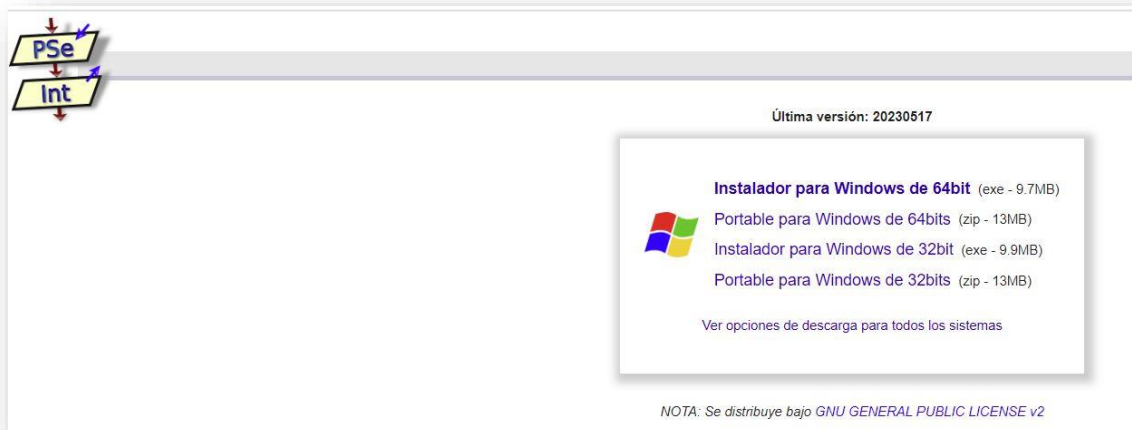 PSe
Int
Última versión: 20230517
Instalador para Windows de 64bit (exe - 9.7MB)
Portable para Windows de 64bits (zip - 13MB)
Instalador para Windows de 32bit (exe - 9.9MB)
Portable para Windows de 32bits (zip - 13MB)
Ver opciones de descarga para todos los sistemas
NOTA: Se distribuye bajo GNU GENERAL PUBLIC LICENSE v2